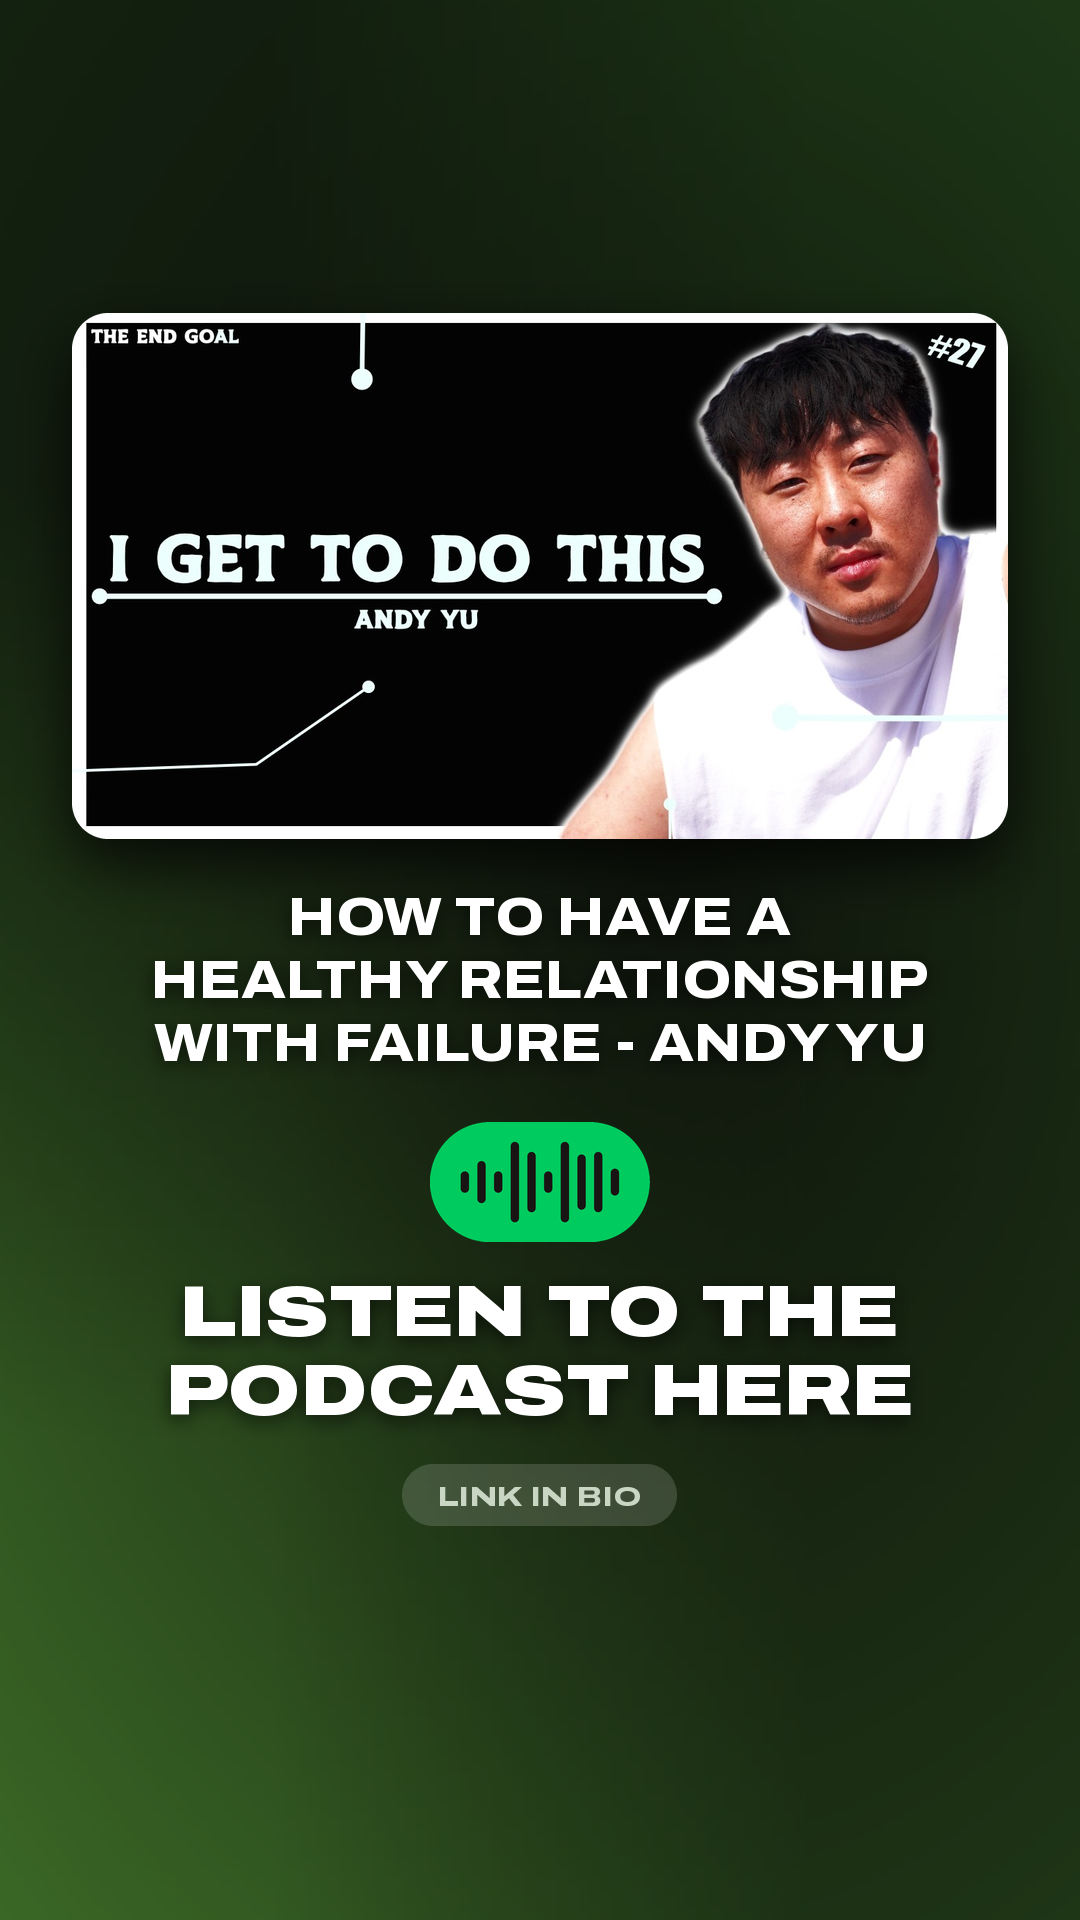 THE END GOAL
#27
I GET TO DO THIS
ANDY YU
HOW TO HAVE A
HEALTHY RELATIONSHIP
WITH FAILURE - ANDY YU
LISTEN TO THE
PODCAST HERE
LINK IN BIO